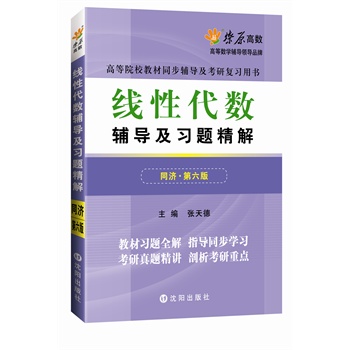 燎原高数
高等数学辅导领导品牌
高等院校教材同步辅导及考研复习用书
线性代数
辅导及习题精解
同济·第六版
主 编 张天德
教材习题全解 指导同步学习
考研真题精讲 剖析考研重点
沈阳出版社
燎原
高数
线性代数辅导及习题精解
同济
第六版
沈阳出版社